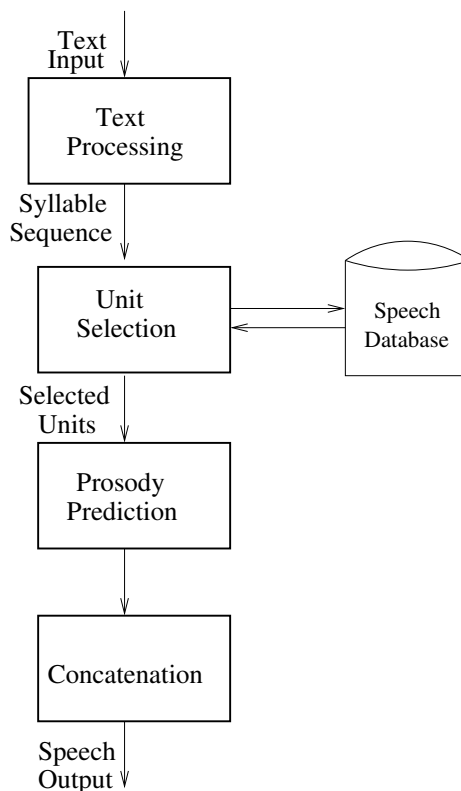 Text
Input
Text
Processing
Syllable
Sequence
Unit
Selection
Speech
Database
Selected
Units
Prosody
Prediction
Concatenation
Speech
Output